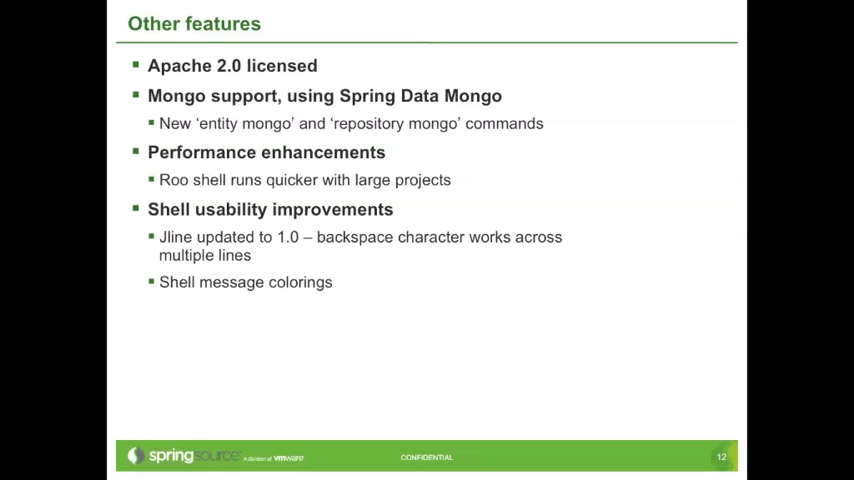 Other features
Apache 2.0 licensed
Mongo support, using Spring Data Mongo
New ‘entity mongo’ and ‘repository mongo’ commands
Performance enhancements
Roo shell runs quicker with large projects
Shell usability improvements
Jline updated to 1.0 – backspace character works across
multiple lines
Shell message colorings
springsource A division of vmware CONFIDENTIAL 12